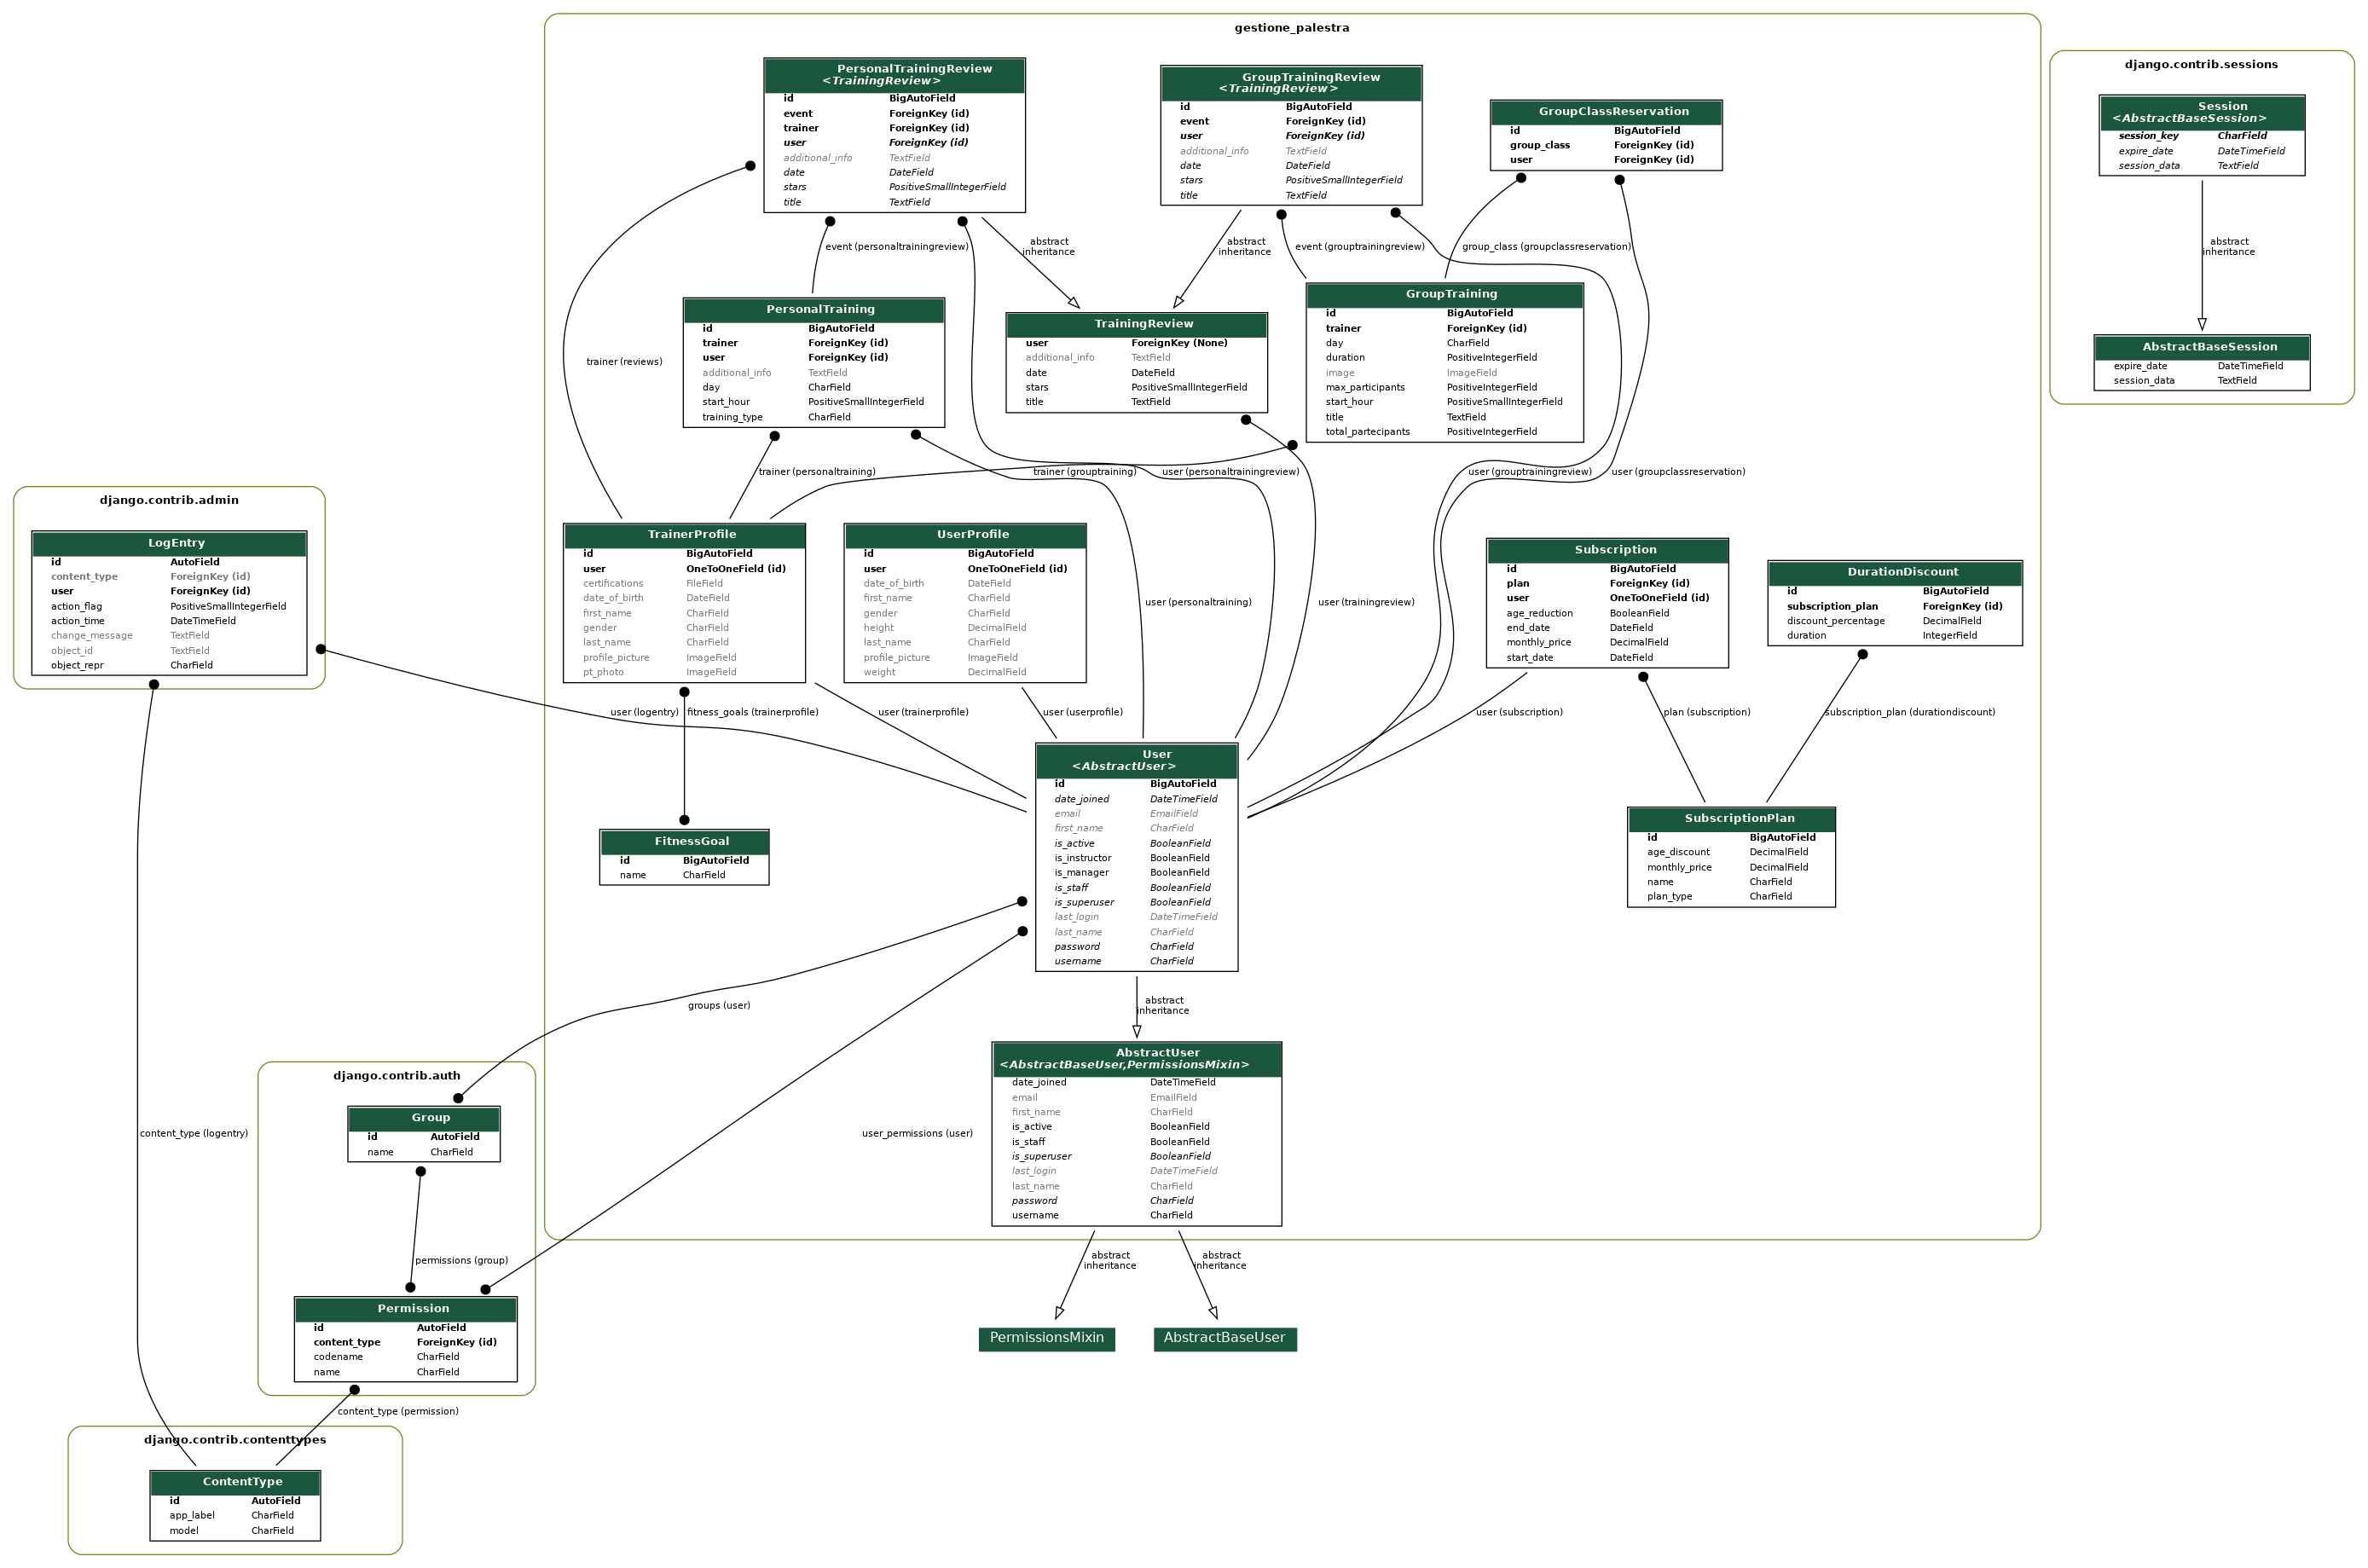 gestione_palestra
PersonalTrainingReview
<TrainingReview>
id BigAutoField
event ForeignKey (id)
trainer ForeignKey (id)
user ForeignKey (id)
additional_info TextField
date DateField
stars PositiveSmallIntegerField
title TextField
GroupTrainingReview
<TrainingReview>
id BigAutoField
event ForeignKey (id)
user ForeignKey (id)
additional_info TextField
date DateField
stars PositiveSmallIntegerField
title TextField
GroupClassReservation
id BigAutoField
group_class ForeignKey (id)
user ForeignKey (id)
django.contrib.sessions
Session
<AbstractBaseSession>
session_key CharField
expire_date DateTimeField
session_data TextField
event (personaltrainingreview)
abstract
inheritance
abstract
inheritance
event (grouptrainingreview)
group_class (groupclassreservation)
abstract
inheritance
trainer (reviews)
PersonalTraining
id BigAutoField
trainer ForeignKey (id)
user ForeignKey (id)
additional_info TextField
day CharField
start_hour PositiveSmallIntegerField
training_type CharField
TrainingReview
user ForeignKey (None)
additional_info TextField
date DateField
stars PositiveSmallIntegerField
title TextField
GroupTraining
id BigAutoField
trainer ForeignKey (id)
day CharField
duration PositiveIntegerField
image ImageField
max_participants PositiveIntegerField
start_hour PositiveSmallIntegerField
title TextField
total_partecipants PositiveIntegerField
AbstractBaseSession
expire_date DateTimeField
session_data TextField
trainer (personaltraining)
trainer (grouptraining)
user (personaltrainingreview)
user (grouptrainingreview)
user (groupclassreservation)
django.contrib.admin
LogEntry
id AutoField
content_type ForeignKey (id)
user ForeignKey (id)
action_flag PositiveSmallIntegerField
action_time DateTimeField
change_message TextField
object_id TextField
object_repr CharField
TrainerProfile
id BigAutoField
user OneToOneField (id)
certifications FileField
date_of_birth DateField
first_name CharField
gender CharField
last_name CharField
profile_picture ImageField
pt_photo ImageField
UserProfile
id BigAutoField
user OneToOneField (id)
date_of_birth DateField
first_name CharField
gender CharField
height DecimalField
last_name CharField
profile_picture ImageField
weight DecimalField
user (personaltraining)
user (trainingreview)
Subscription
id BigAutoField
plan ForeignKey (id)
user OneToOneField (id)
age_reduction BooleanField
end_date DateField
monthly_price DecimalField
start_date DateField
DurationDiscount
id BigAutoField
subscription_plan ForeignKey (id)
discount_percentage DecimalField
duration IntegerField
user (logentry)
fitness_goals (trainerprofile)
user (trainerprofile)
user (userprofile)
user (subscription)
plan (subscription)
subscription_plan (durationdiscount)
FitnessGoal
id BigAutoField
name CharField
User
<AbstractUser>
id BigAutoField
date_joined DateTimeField
email EmailField
first_name CharField
is_active BooleanField
is_instructor BooleanField
is_manager BooleanField
is_staff BooleanField
is_superuser BooleanField
last_login DateTimeField
last_name CharField
password CharField
username CharField
SubscriptionPlan
id BigAutoField
age_discount DecimalField
monthly_price DecimalField
name CharField
plan_type CharField
groups (user)
abstract
inheritance
content_type (logentry)
user_permissions (user)
django.contrib.auth
Group
id AutoField
name CharField
permissions (group)
Permission
id AutoField
content_type ForeignKey (id)
codename CharField
name CharField
AbstractUser
<AbstractBaseUser,PermissionsMixin>
date_joined DateTimeField
email EmailField
first_name CharField
is_active BooleanField
is_staff BooleanField
is_superuser BooleanField
last_login DateTimeField
last_name CharField
password CharField
username CharField
abstract
inheritance
abstract
inheritance
PermissionsMixin
AbstractBaseUser
content_type (permission)
django.contrib.contenttypes
ContentType
id AutoField
app_label CharField
model CharField